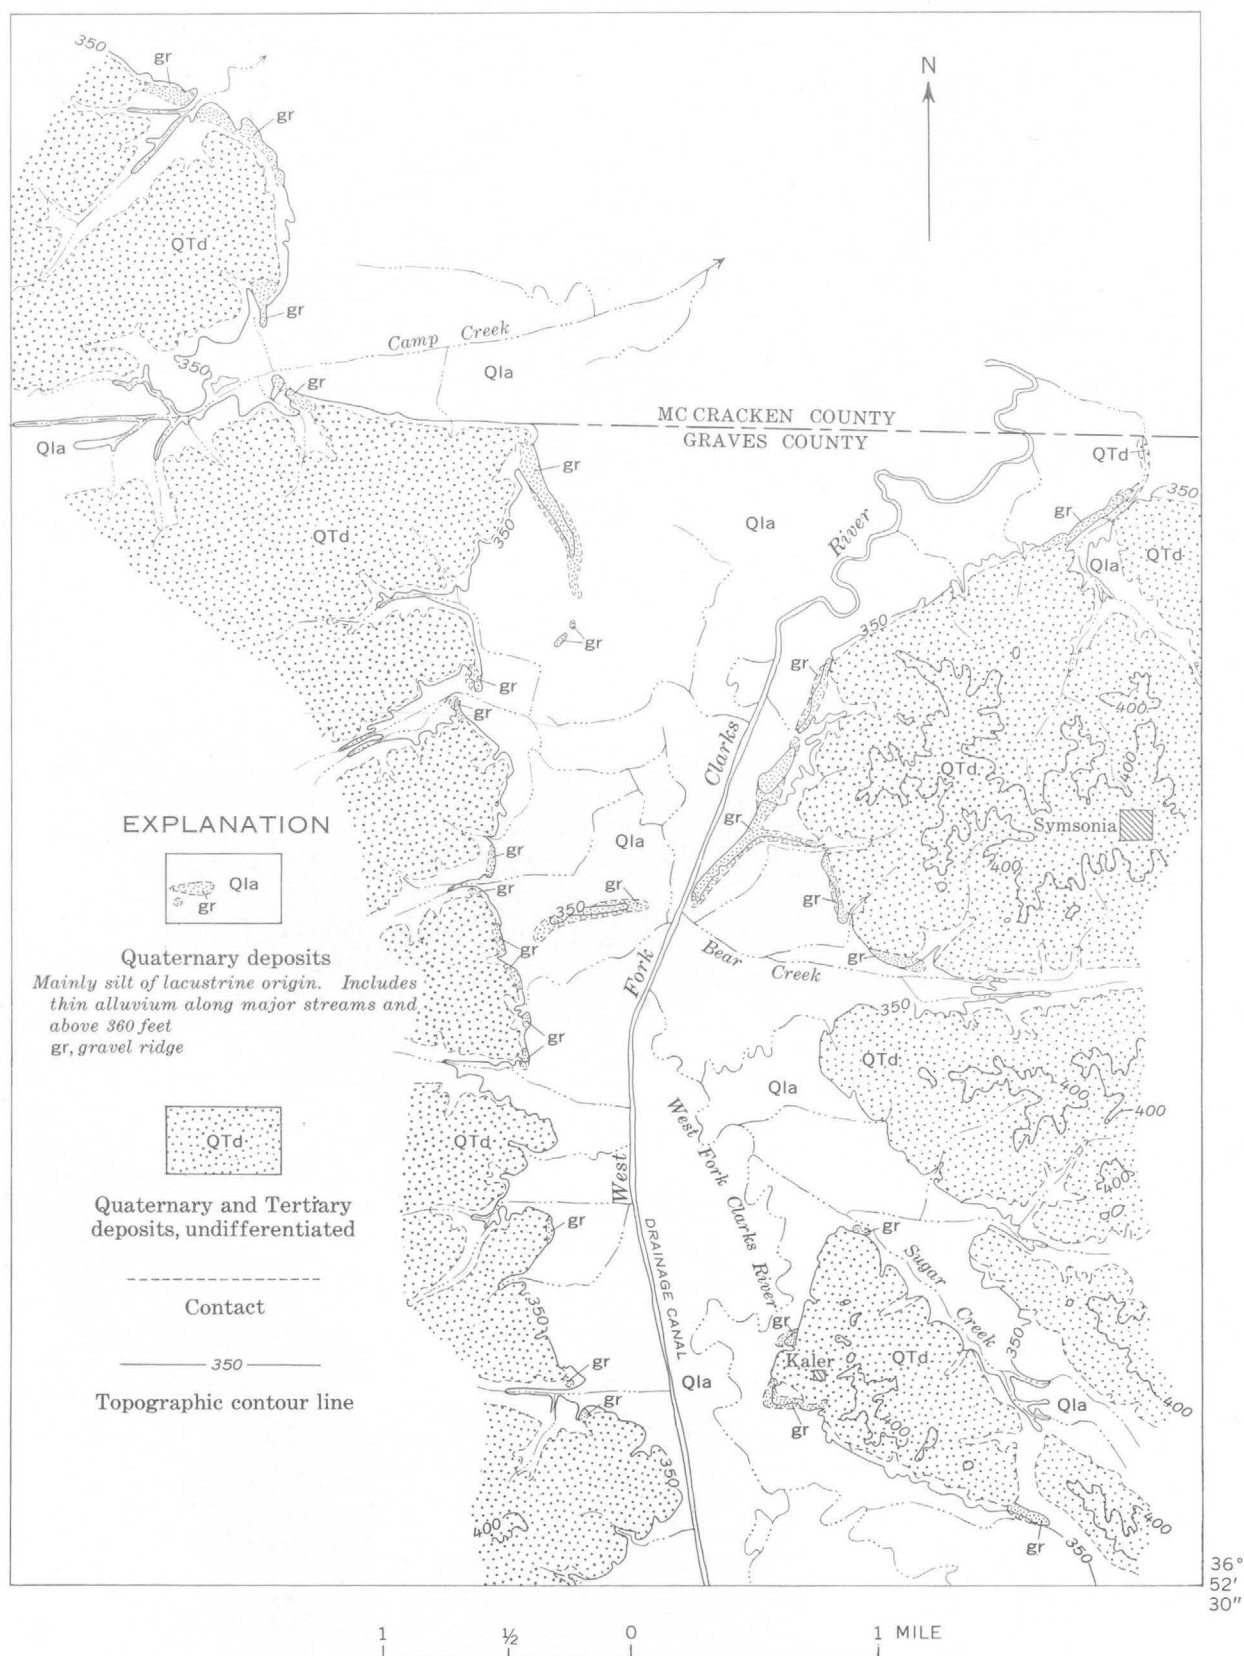 350
gr
gr
N
QTd
gr
Camp Creek
350
gr
Qla
MC CRACKEN COUNTY
GRAVES COUNTY
Qla
QTd
gr
350
gr
Qla
QTd
350
River
Qla
QTd
350
gr
gr
gr
gr
400
Clarks
QTd
400
gr
Symsonia
EXPLANATION
Qla
gr
400
Qla
gr
gr
gr
350
gr
gr
Bear Creek
gr
Quaternary deposits
Mainly silt of lacustrine origin. Includes
thin alluvium along major streams and
above 360 feet
gr, gravel ridge
Fork
350
gr
QTd
Qla
400
400
QTd
QTd
West Fork Clarks River
West
400
Quaternary and Tertiary
deposits, undifferentiated
gr
gr
Sugar Creek
DRAINAGE CANAL
Contact
350
gr
350
350
Kaler
QTd
gr
Qla
Qla
400
Topographic contour line
gr
gr
400
350
400
400
gr
350
36°
52'
30"
1 ½ 0 1 MILE